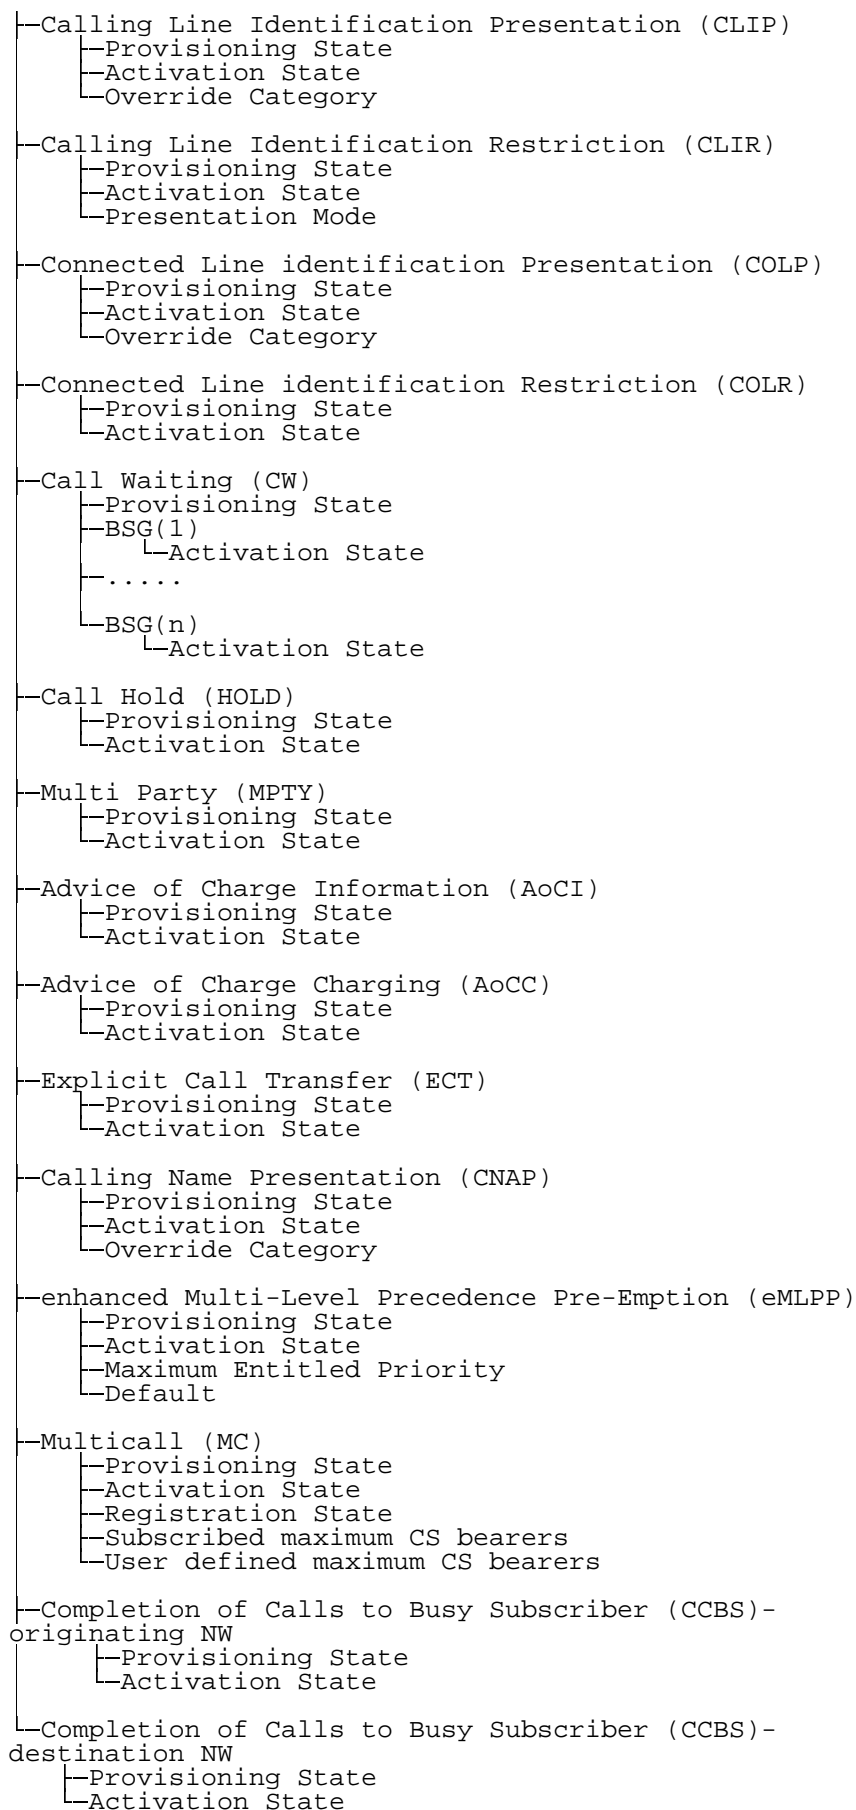 Calling Line Identification Presentation (CLIP)
Provisioning State
Activation State
Override Category
Calling Line Identification Restriction (CLIR)
Provisioning State
Activation State
Presentation Mode
Connected Line identification Presentation (COLP)
Provisioning State
Activation State
Override Category
Connected Line identification Restriction (COLR)
Provisioning State
Activation State
Call Waiting (CW)
Provisioning State
BSG(1)
Activation State
.....
BSG(n)
Activation State
Call Hold (HOLD)
Provisioning State
Activation State
Multi Party (MPTY)
Provisioning State
Activation State
Advice of Charge Information (AoCI)
Provisioning State
Activation State
Advice of Charge Charging (AoCC)
Provisioning State
Activation State
Explicit Call Transfer (ECT)
Provisioning State
Activation State
Calling Name Presentation (CNAP)
Provisioning State
Activation State
Override Category
enhanced Multi-Level Precedence Pre-Emption (eMLPP)
Provisioning State
Activation State
Maximum Entitled Priority
Default
Multicall (MC)
Provisioning State
Activation State
Registration State
Subscribed maximum CS bearers
User defined maximum CS bearers
Completion of Calls to Busy Subscriber (CCBS)-
originating NW
Provisioning State
Activation State
Completion of Calls to Busy Subscriber (CCBS)-
destination NW
Provisioning State
Activation State